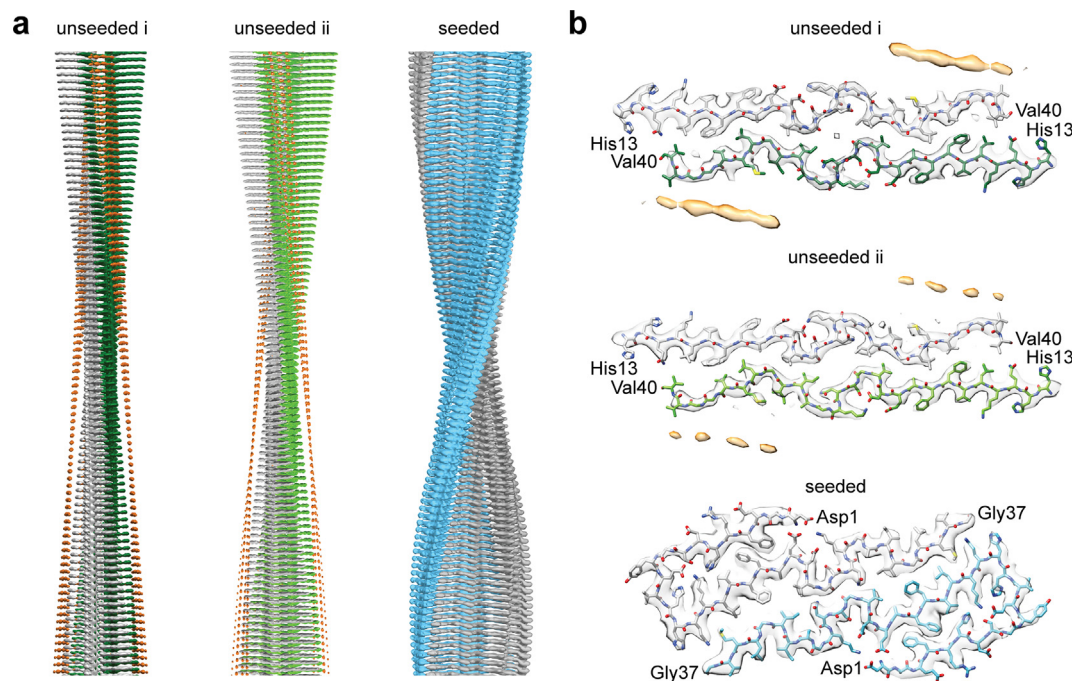 a
unseeded i
unseeded ii
seeded
b
unseeded i
Val40
His13
His13
Val40
unseeded ii
Val40
His13
His13
Val40
seeded
Asp1
Gly37
Gly37
Asp1